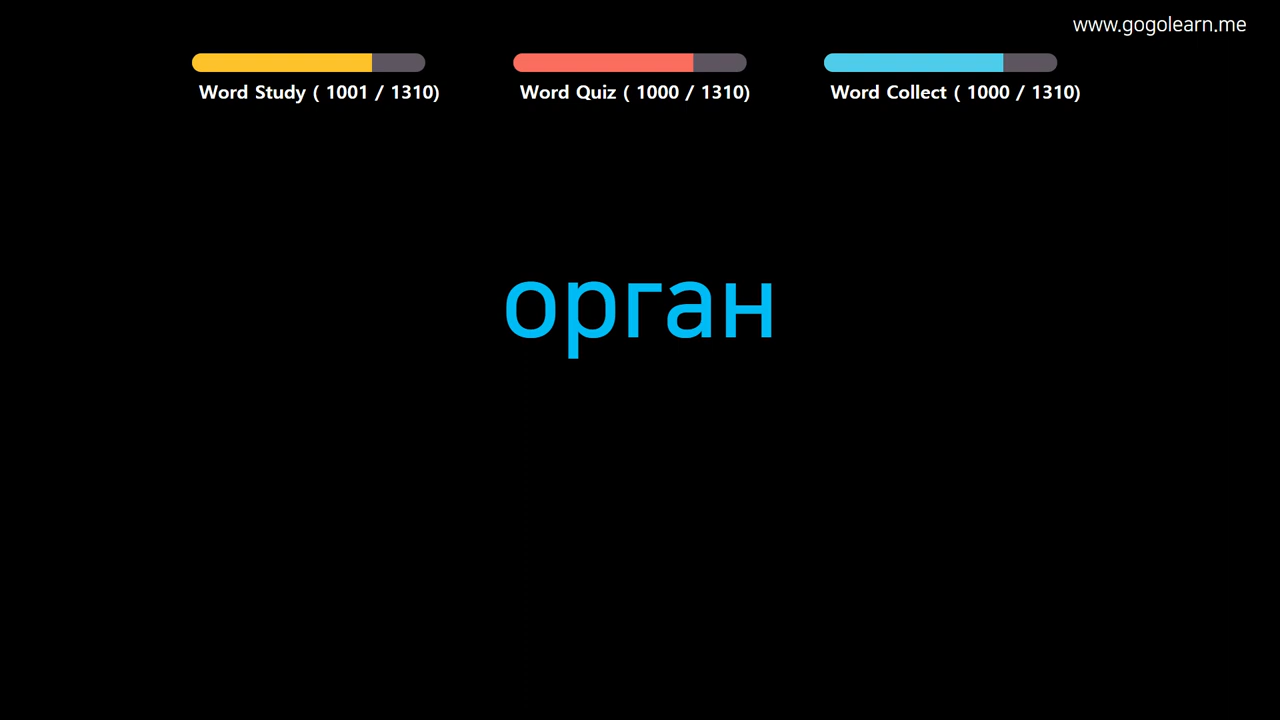 www.gogolearn.me
Word Study ( 1001 / 1310)
Word Quiz ( 1000 / 1310)
Word Collect ( 1000 / 1310)
орган